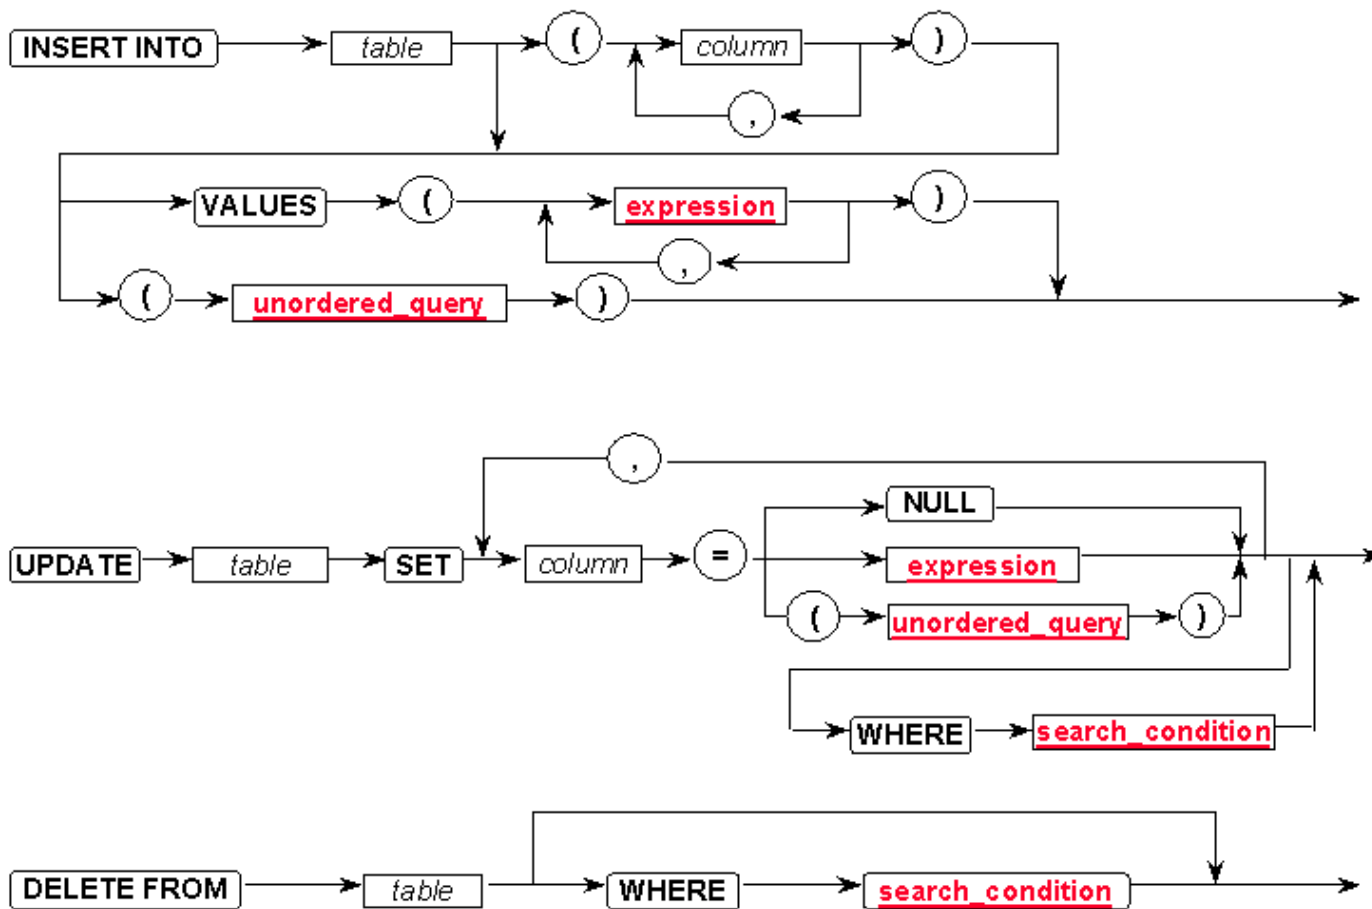 INSERT INTO table ( column )
,
VALUES ( expression )
,
( unordered_query )
,
NULL
UPDATE table SET column = expression
( unordered_query )
WHERE search_condition
DELETE FROM table WHERE search_condition